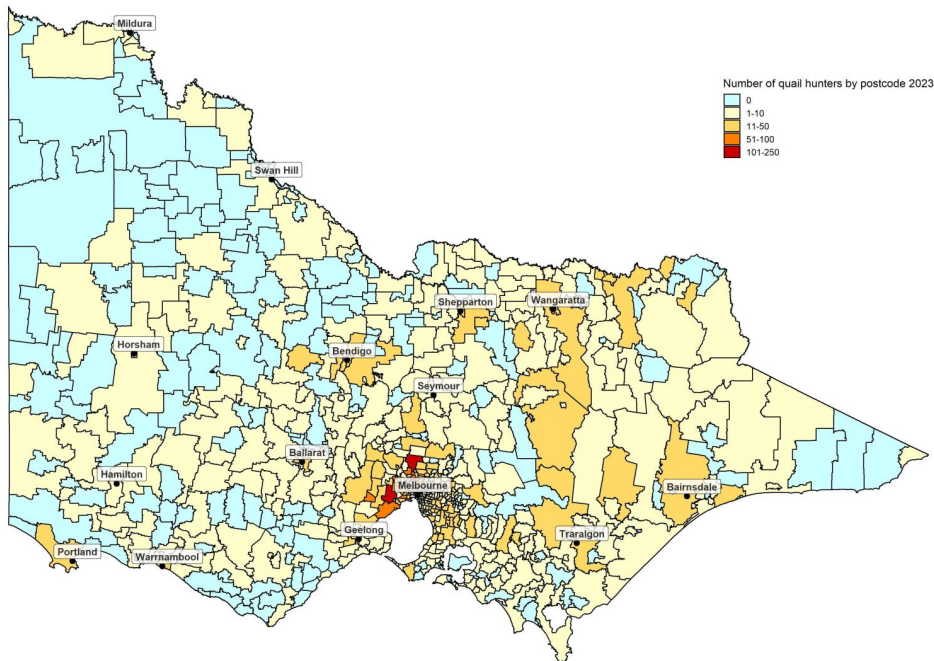 Mildura
Number of quail hunters by postcode 2023
0
1-10
11-50
51-100
101-250
Swan Hill
Shepparton
Wangaratta
Horsham
Bendigo
Seymour
Ballarat
Hamilton
Melbourne
Bairnsdale
Geelong
Traralgon
Portland
Warrnambool